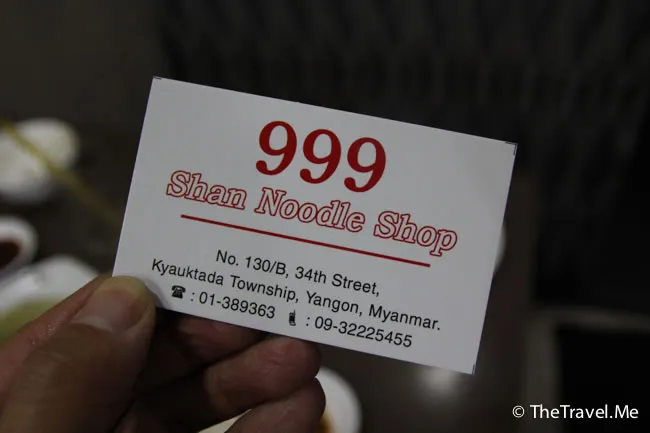 999
Shan Noodle Shop
No. 130/B, 34th Street,
Kyauktada Township, Yangon, Myanmar.
☎ : 01-389363 📱 : 09-32225455
© TheTravel.Me